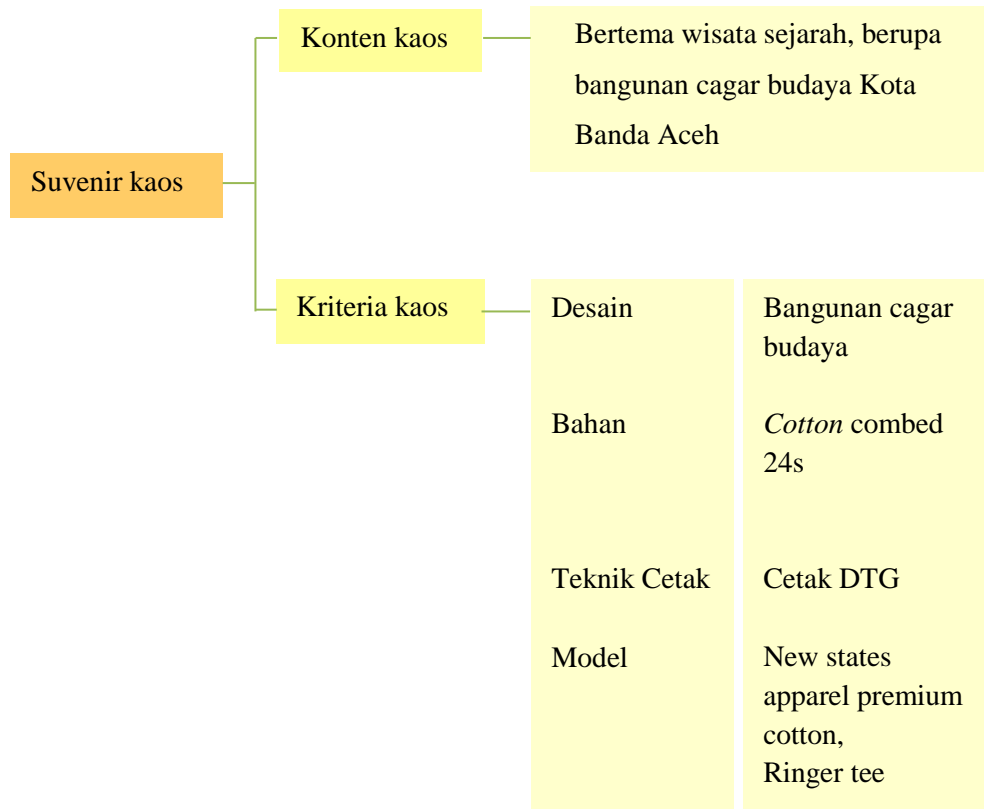 Konten kaos
Bertema wisata sejarah, berupa
bangunan cagar budaya Kota
Banda Aceh
Suvenir kaos
Kriteria kaos
Desain
Bangunan cagar
budaya
Bahan
Cotton combed
24s
Teknik Cetak
Cetak DTG
Model
New states
apparel premium
cotton,
Ringer tee